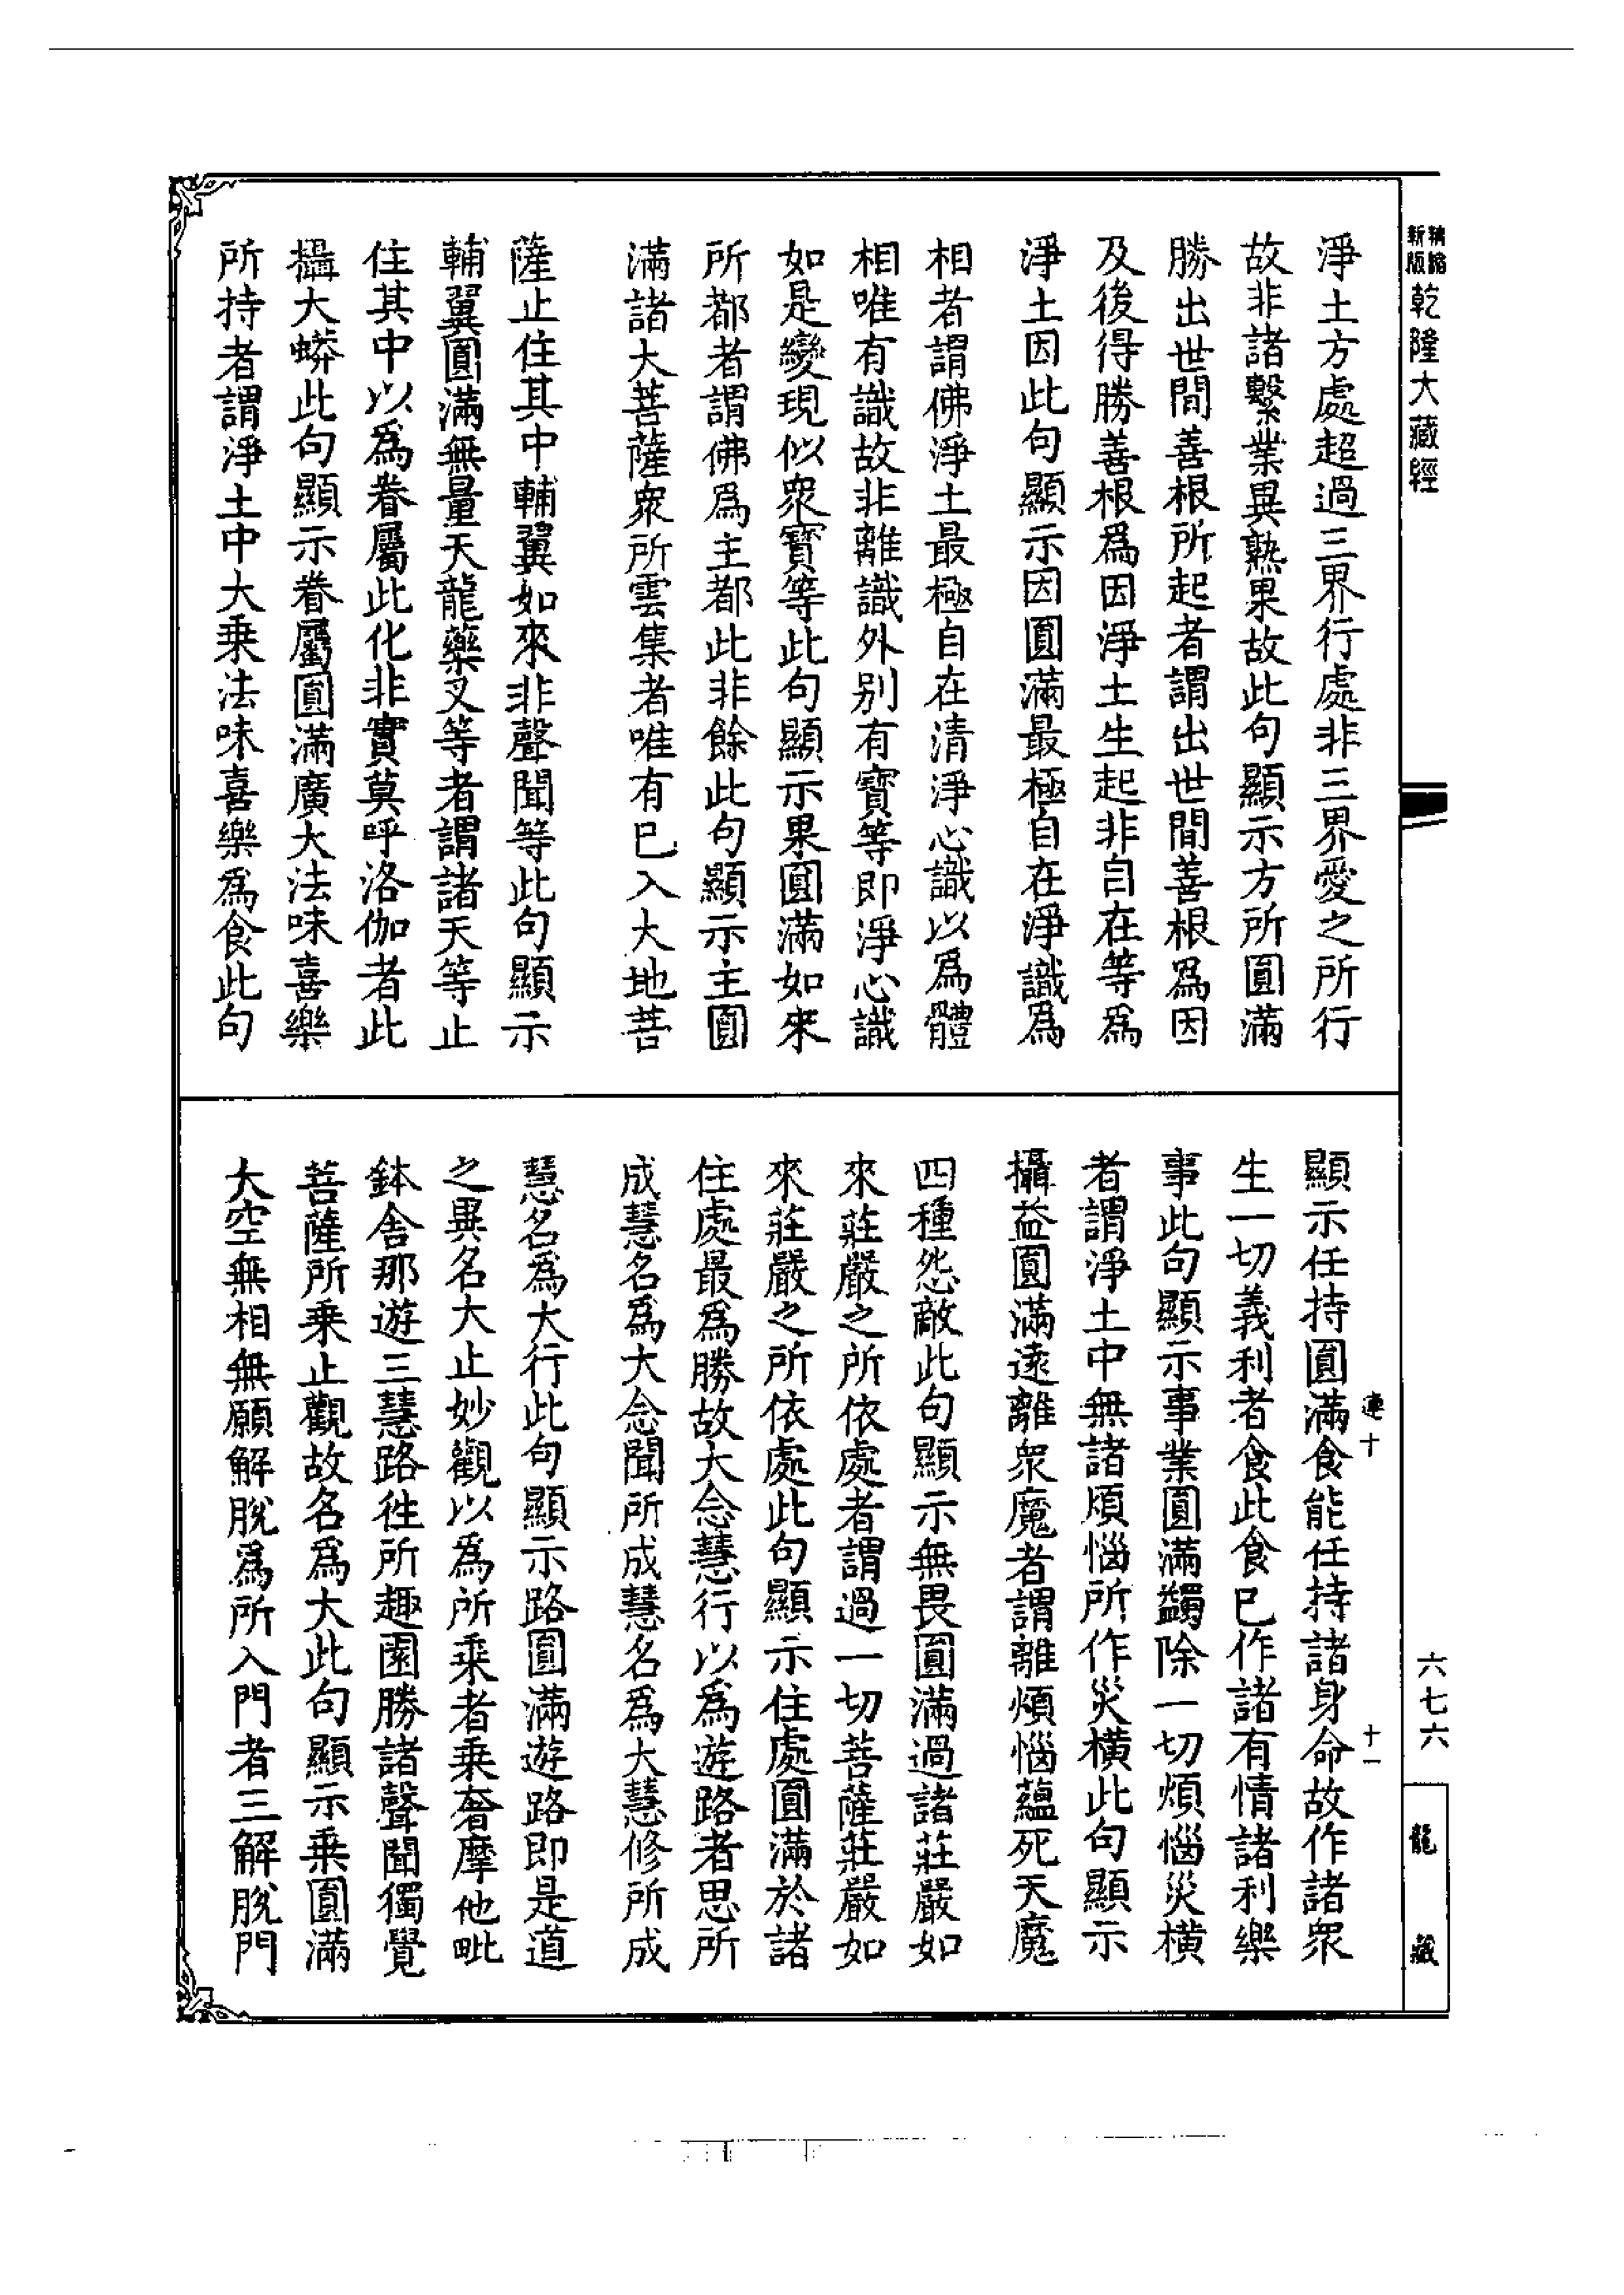 精縮
新版
乾隆大藏經
淨土方處超過三界行處非三界愛之所行
故非諸繫業異熟果故此句顯示方所圓滿
勝出世間善根所起者謂出世間善根爲因
及後得勝善根爲因淨土生起非自在等爲
淨土因此句顯示因圓滿最極自在淨識爲
相者謂佛淨土最極自在清淨心識以爲體
相唯有識故非離識外別有寶等即淨心識
如是變現似衆寶等此句顯示果圓滿如來
所都者謂佛爲主都此非餘此句顯示主圓
滿諸大菩薩衆所雲集者唯有巳入大地菩
薩止住其中輔翼如來非聲聞等此句顯示
輔翼圓滿無量天龍藥叉等者謂諸天等止
住其中以爲眷屬此化非實莫呼洛伽者此
攝大蟒此句顯示眷屬圓滿廣大法味喜樂
所持者謂淨土中大乘法味喜樂爲食此句
顯示任持圓滿食能任持諸身命故作諸衆
生一切義利者食此食巳作諸有情諸利樂
事此句顯示事業圓滿蠲除一切煩惱災橫
者謂淨土中無諸煩惱所作災橫此句顯示
攝益圓滿遠離衆魔者謂離煩惱蘊死天魔
四種怨敵此句顯示無畏圓滿過諸莊嚴如
來莊嚴之所依處者謂過一切菩薩莊嚴如
來莊嚴之所依處此句顯示住處圓滿於諸
住處最爲勝故大念慧行以爲遊路者思所
成慧名爲大念聞所成慧名爲大慧修所成
慧名爲大行此句顯示路圓滿遊路即是道
之異名大止妙觀以爲所乘者乘奢摩他毗
鉢舍那遊三慧路往所趣園勝諸聲聞獨覺
菩薩所乘止觀故名爲大此句顯示乘圓滿
大空無相無願解脫爲所入門者三解脫門
連十
十一
六七六
龍藏